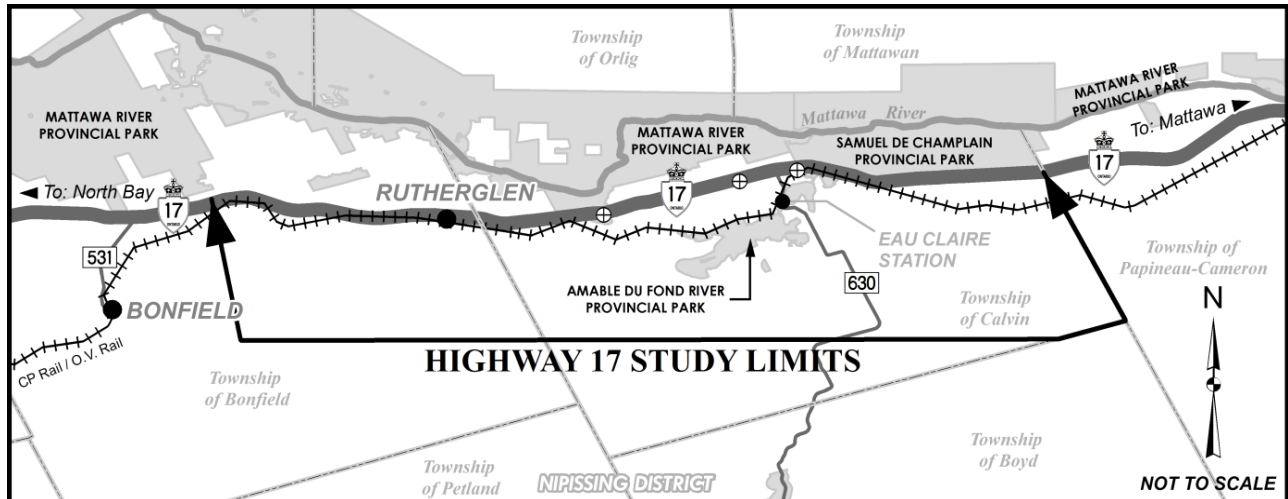 Township
of Orlig
Township
of Mattawan
MATTAWA RIVER
PROVINCIAL PARK
MATTAWA RIVER
PROVINCIAL PARK
Mattawa River
MATTAWA RIVER
PROVINCIAL PARK
SAMUEL DE CHAMPLAIN
PROVINCIAL PARK
To: Mattawa
17
ONTARIO
To: North Bay
17
ONTARIO
RUTHERGLEN
17
ONTARIO
531
BONFIELD
CP Rail / O.V. Rail
EAU CLAIRE
STATION
AMABLE DU FOND RIVER
PROVINCIAL PARK
630
Township of
Papineau-Cameron
Township
of Calvin
N
HIGHWAY 17 STUDY LIMITS
Township
of Bonfield
Township
of Petland
NIPISSING DISTRICT
Township
of Boyd
NOT TO SCALE